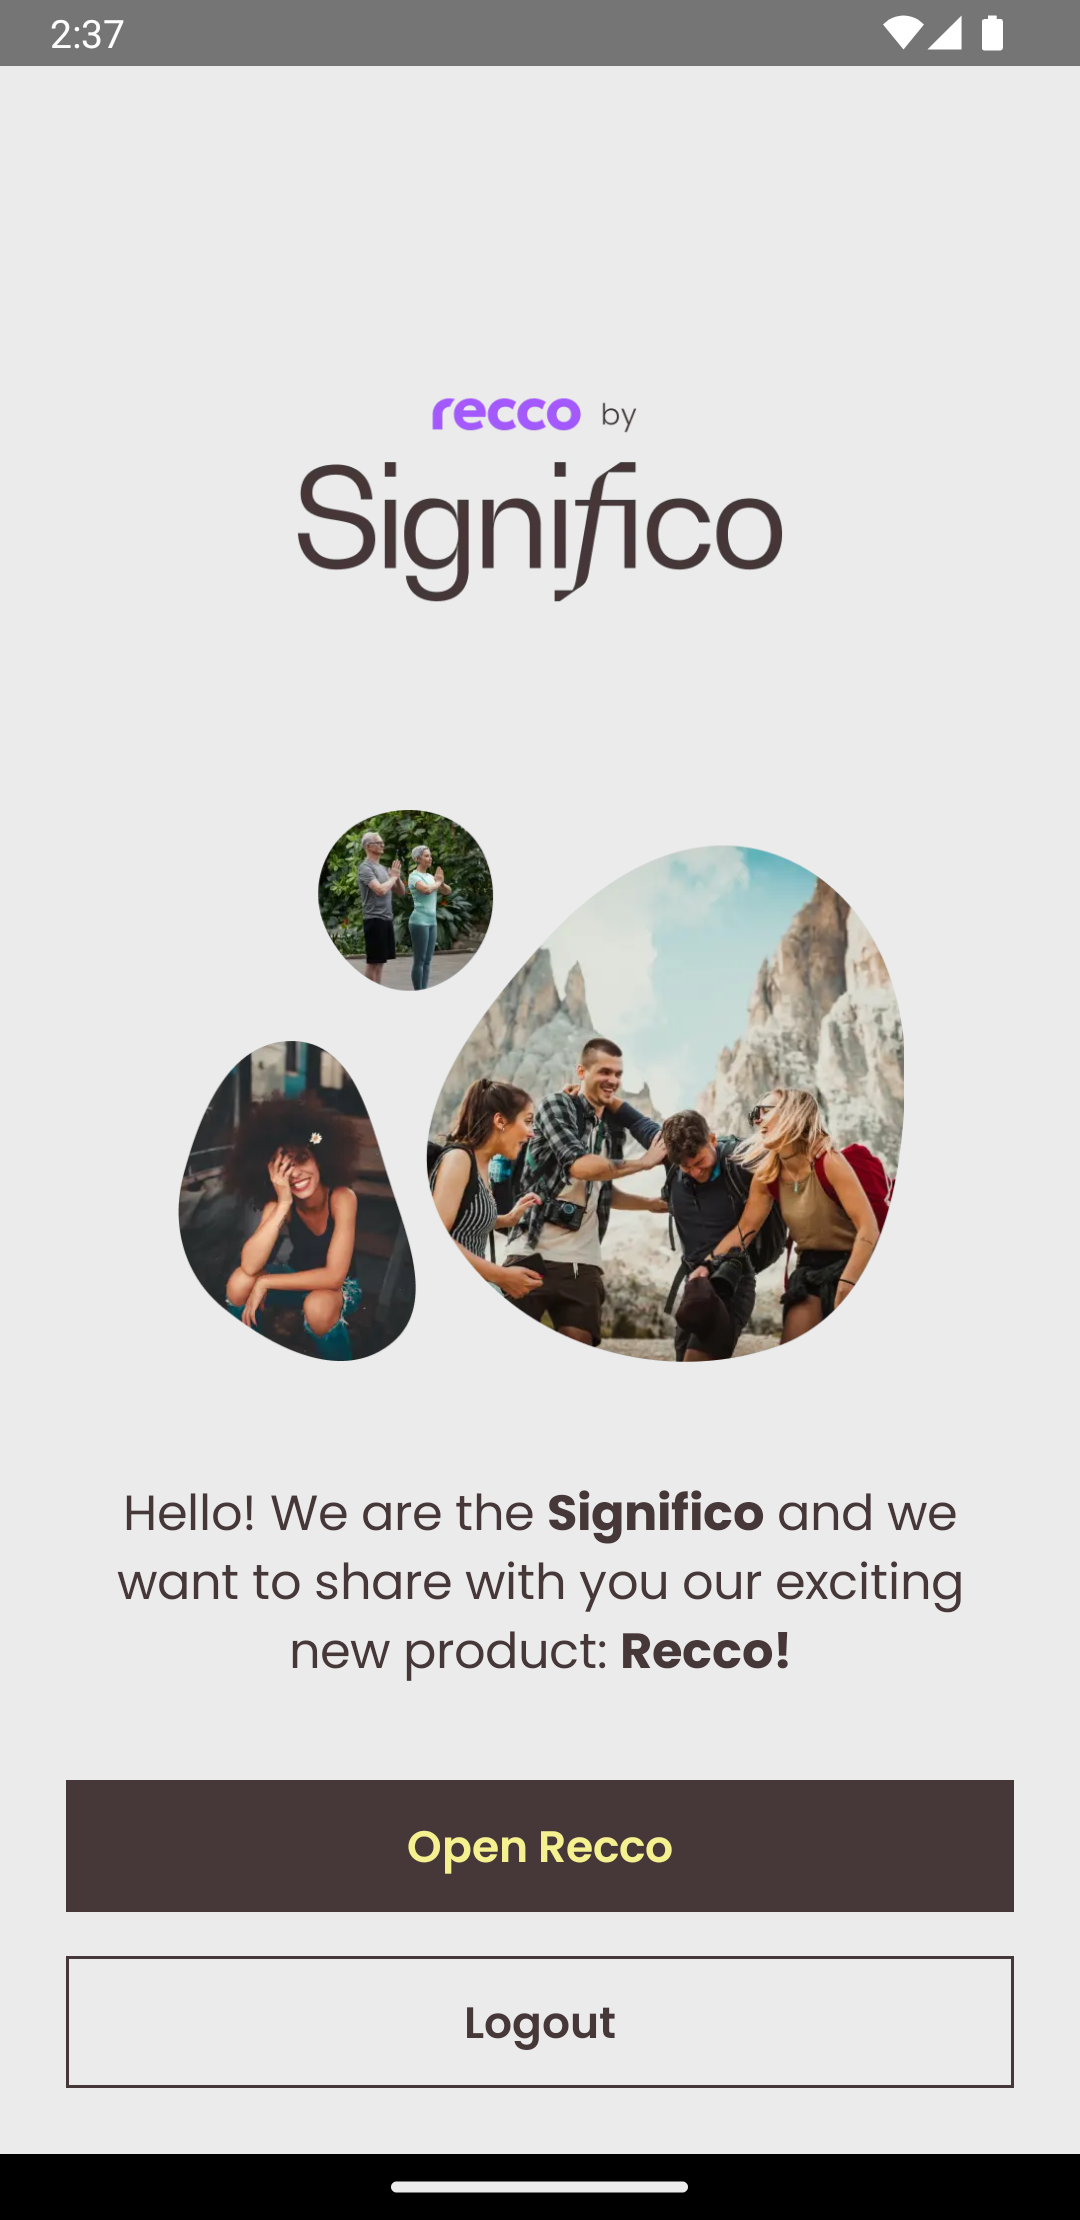 2:37
recco by
Significo
Hello! We are the Significo and we
want to share with you our exciting
new product: Recco!
Open Recco
Logout